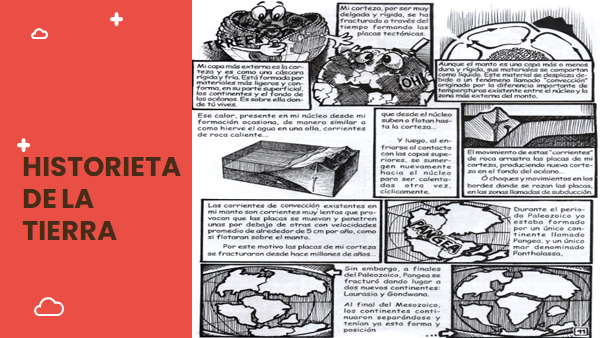 HISTORIETA
DE LA
TIERRA
Mi corteza, por ser muy
delgada y rígida, se ha
fracturado a través del
tiempo formando las
placas tectónicas.
Mi capa más externa es la cor-
teza y es como una cáscara
rígida y fría. Está formada por
materiales más ligeros y con-
forma, en su parte superficial,
los continentes y el fondo de
los océanos. Es sobre ella don-
de tú vives.
OH!
Aunque el manto es una capa más o menos
dura y rígida, sus materiales se comportan
como líquido. Este material se desplaza de-
bido a un fenómeno llamado "convección"
originado por la diferencia importante de
temperaturas existente entre el núcleo y la
zona más externa del manto.
Ese calor, presente en mi núcleo desde mi
formación ocasiona, de manera similar a
como hierve el agua en una olla, corrientes
de roca caliente...
que desde el núcleo
suben o flotan has-
ta la corteza...
Y luego, al en-
friarse al contacto
con las capas supe-
riores, se sumer-
gen nuevamente
hacia el núcleo
para ser calenta-
das otra vez,
cíclicamente.
El movimiento de estas "corrientes"
de roca arrastra las placas de mi
corteza, produciendo nueva corte-
za en el fondo del océano...
Ó choques y movimientos en los
bordes donde se rozan las placas,
en las zonas llamadas de subducción.
Las corrientes de convección existentes en
mi manto son corrientes muy lentas que pro-
vocan que las placas se muevan y penetren
unas por debajo de otras con velocidades
promedio de alrededor de 5 cm por año, como
si flotaran sobre el manto.
Por este motivo las placas de mi corteza
se fracturaron desde hace millones de años...
PANGEA
Durante el perio-
do Paleozoico yo
estaba formado
por un único con-
tinente llamado
Pangea, y un único
mar denominado
Panthalassa,
Sin embargo, a finales
del Paleozoico, Pangea se
fracturó dando lugar a
dos nuevos continentes:
Laurasia y Gondwana.
Al final del Mesozoico,
los continentes conti-
nuaron separándose y
tenían ya esta forma y
posición
11